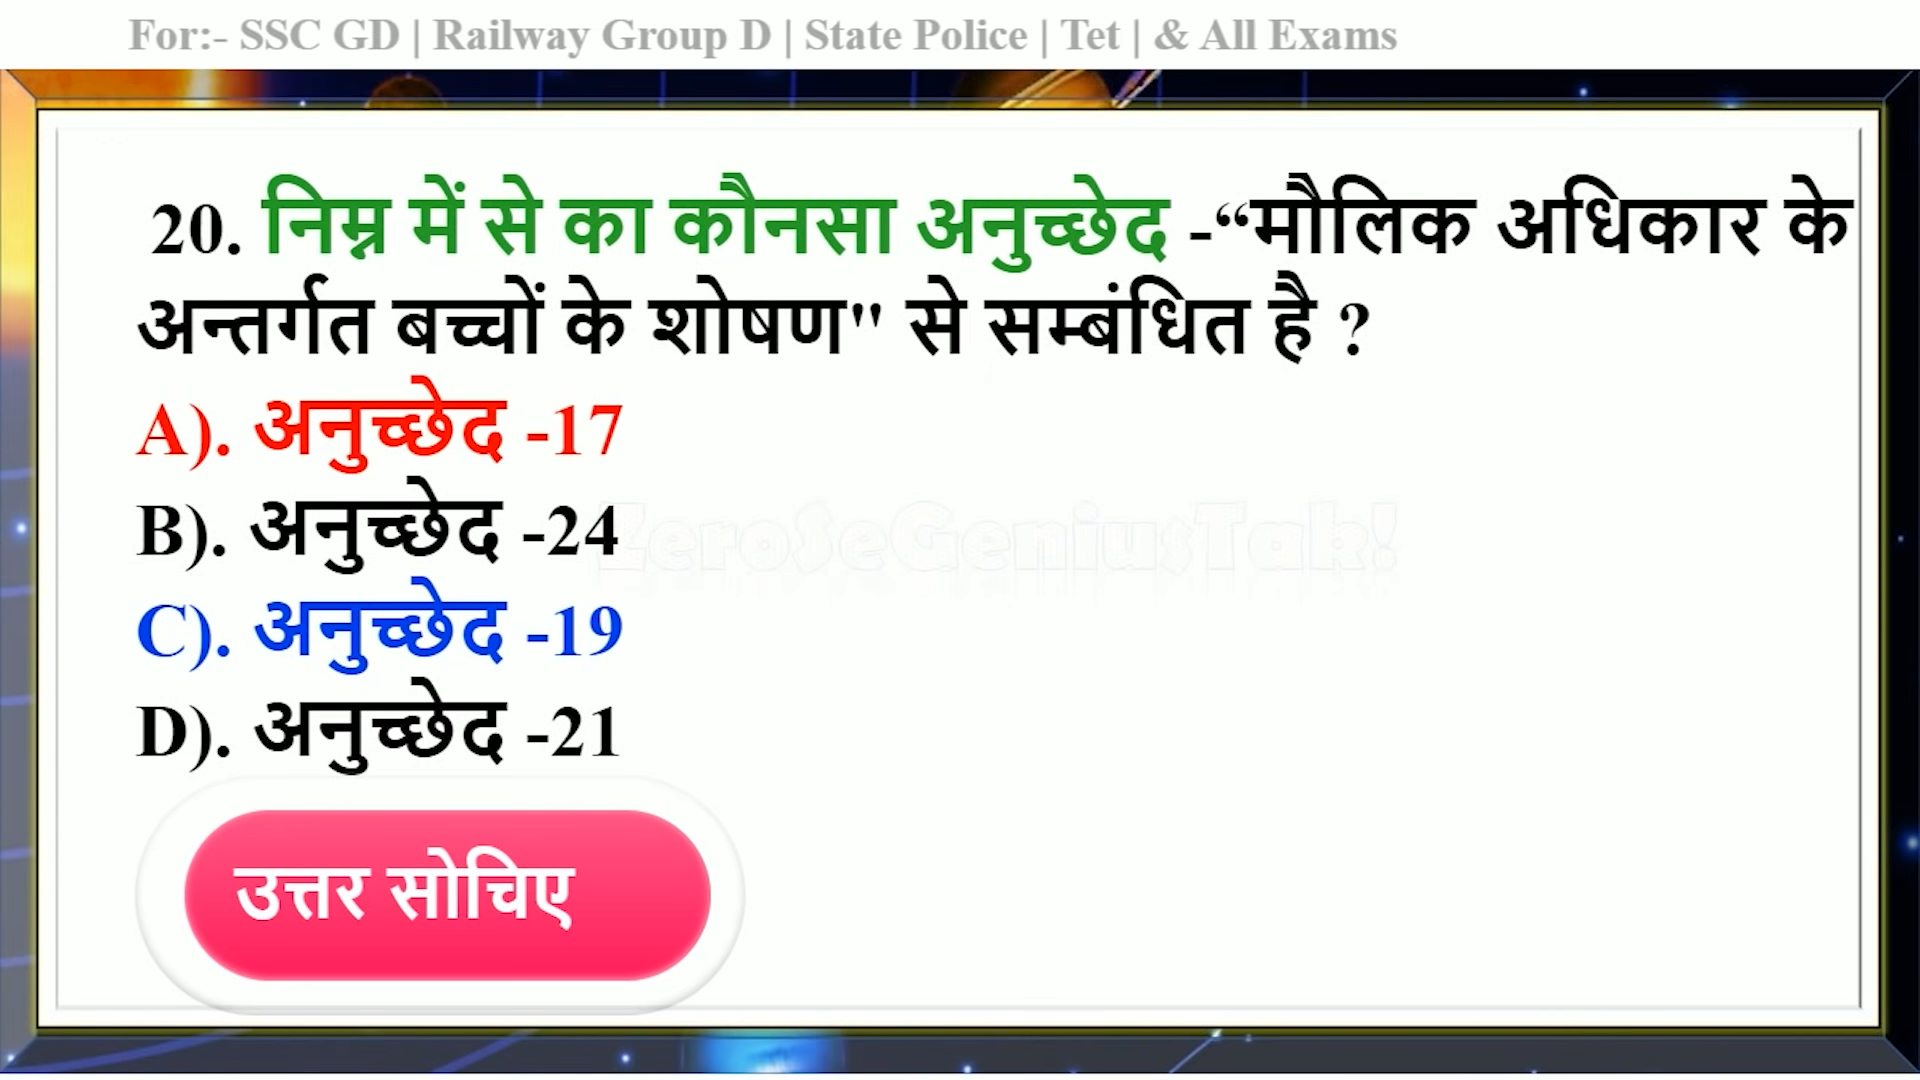 For:- SSC GD | Railway Group D | State Police | Tet | & All Exams
20. निम्न में से का कौनसा अनुच्छेद -“मौलिक अधिकार के
अन्तर्गत बच्चों के शोषण" से सम्बंधित है ?
A). अनुच्छेद -17
B). अनुच्छेद -24
ZeroSeGeniusTak!
C). अनुच्छेद -19
D). अनुच्छेद -21
उत्तर सोचिए